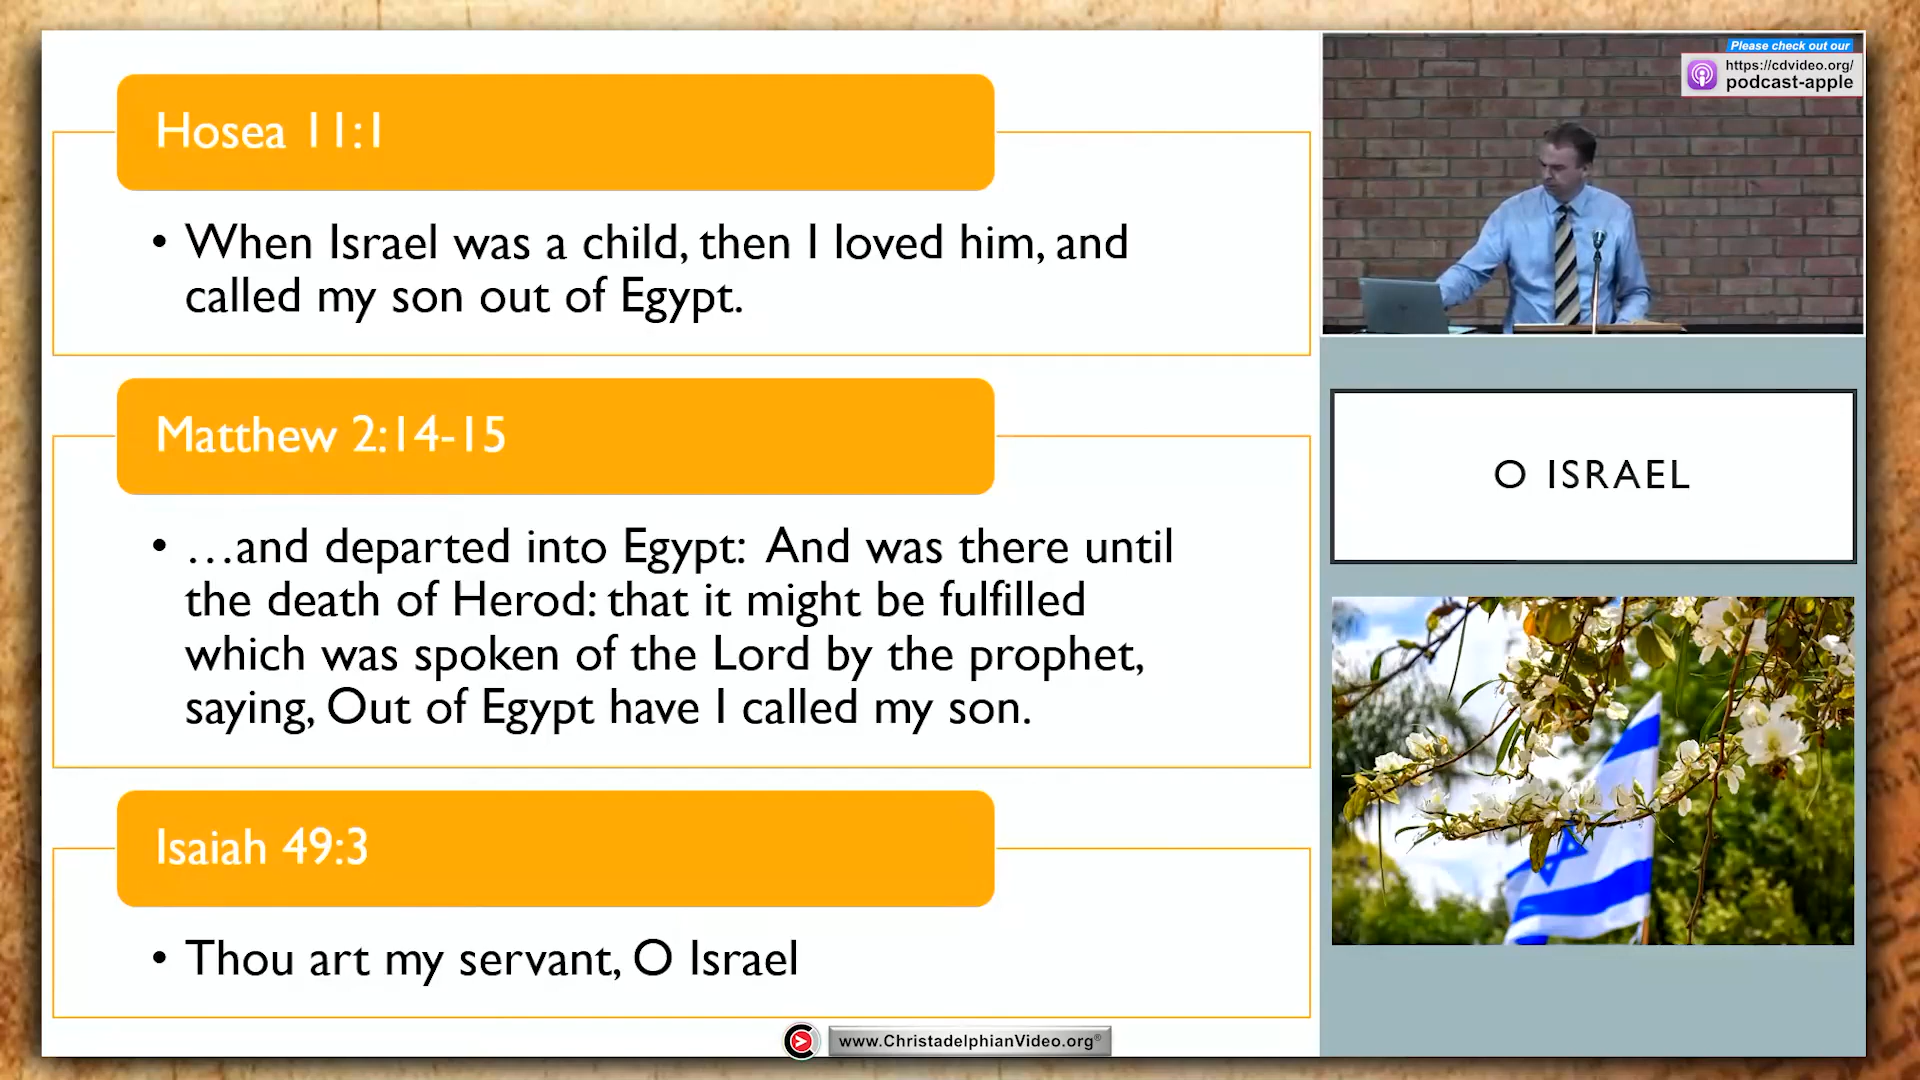 Hosea 11:1
• When Israel was a child, then I loved him, and
called my son out of Egypt.
Matthew 2:14-15
• …and departed into Egypt: And was there until
the death of Herod: that it might be fulfilled
which was spoken of the Lord by the prophet,
saying, Out of Egypt have I called my son.
Isaiah 49:3
• Thou art my servant, O Israel
Please check out our
https://cdvideo.org/
podcast-apple
O ISRAEL
www.ChristadelphianVideo.org®